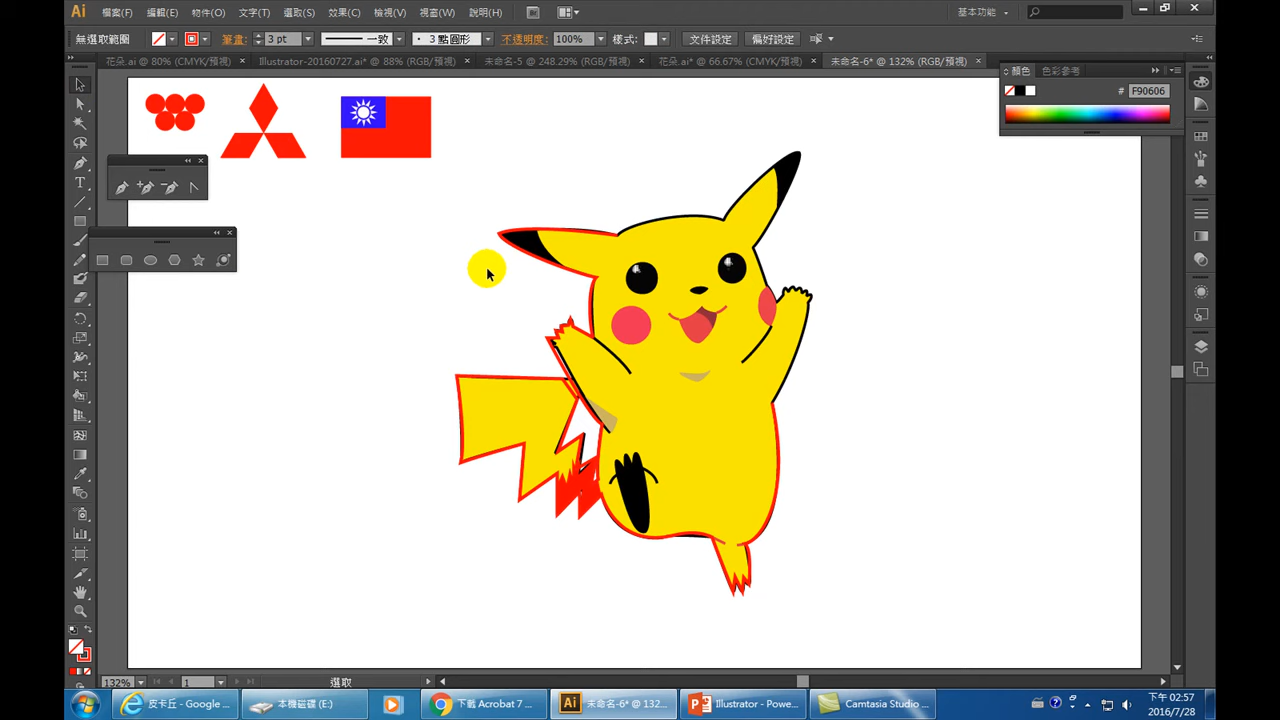 Ai 檔案(F) 編輯(E) 物件(O) 文字(T) 選取(S) 效果(C) 檢視(V) 視窗(W) 說明(H) Br 基本功能
無選取範圍 筆畫: 3 pt 一致 3 點圓形 不透明度: 100% 樣式: 文件設定 偏好設定
花朵.ai @ 80% (CMYK/預視) Illustrator-20160727.ai* @ 88% (RGB/預視) 未命名-5 @ 248.29% (RGB/預視) 花朵.ai* @ 66.67% (CMYK/預視) 未命名-6* @ 132% (RGB/預視)
顏色 色彩參考
# F90606
132% 1 選取
皮卡丘 - Google ... 本機磁碟 (E:) 下載 Acrobat 7 ... Ai 未命名-6* @ 132... Illustrator - Powe... Camtasia Studio ...
下午 02:57
2016/7/28